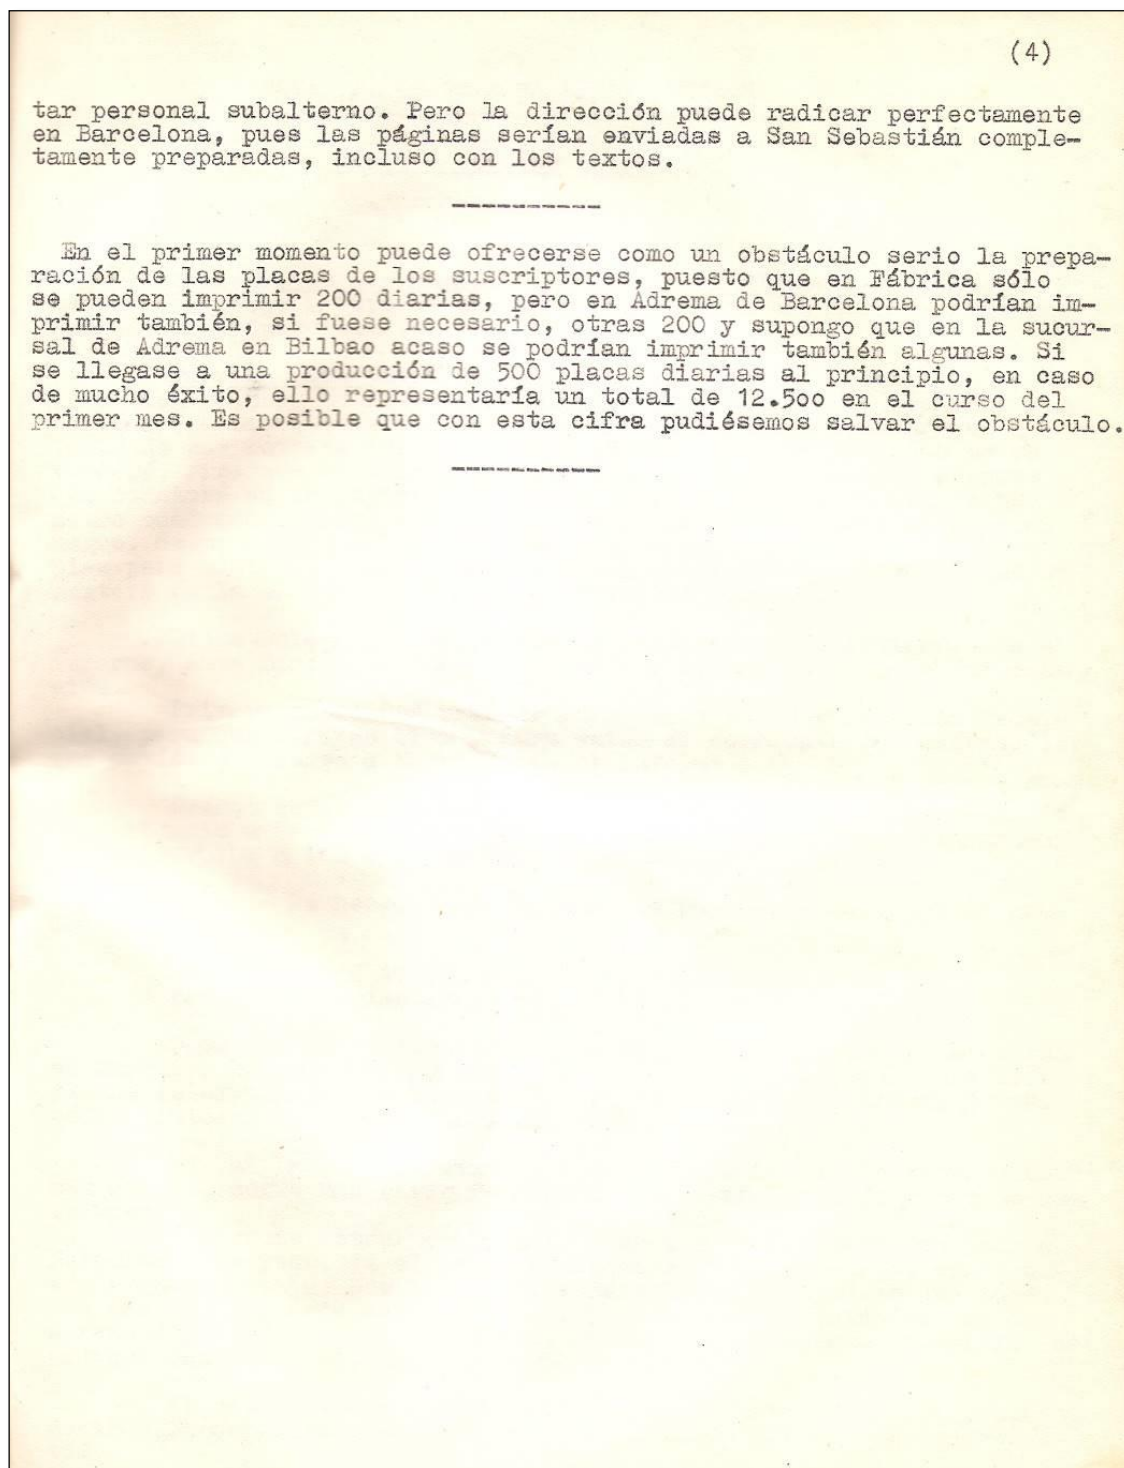 (4)
tar personal subalterno. Pero la dirección puede radicar perfectamente
en Barcelona, pues las páginas serían enviadas a San Sebastián comple-
tamente preparadas, incluso con los textos.
----------
En el primer momento puede ofrecerse como un obstáculo serio la prepa-
ración de las placas de los suscriptores, puesto que en Fábrica sólo
se pueden imprimir 200 diarias, pero en Adrema de Barcelona podrían im-
primir también, si fuese necesario, otras 200 y supongo que en la sucur-
sal de Adrema en Bilbao acaso se podrían imprimir también algunas. Si
se llegase a una producción de 500 placas diarias al principio, en caso
de mucho éxito, ello representaría un total de 12.5oo en el curso del
primer mes. Es posible que con esta cifra pudiésemos salvar el obstáculo.
----------